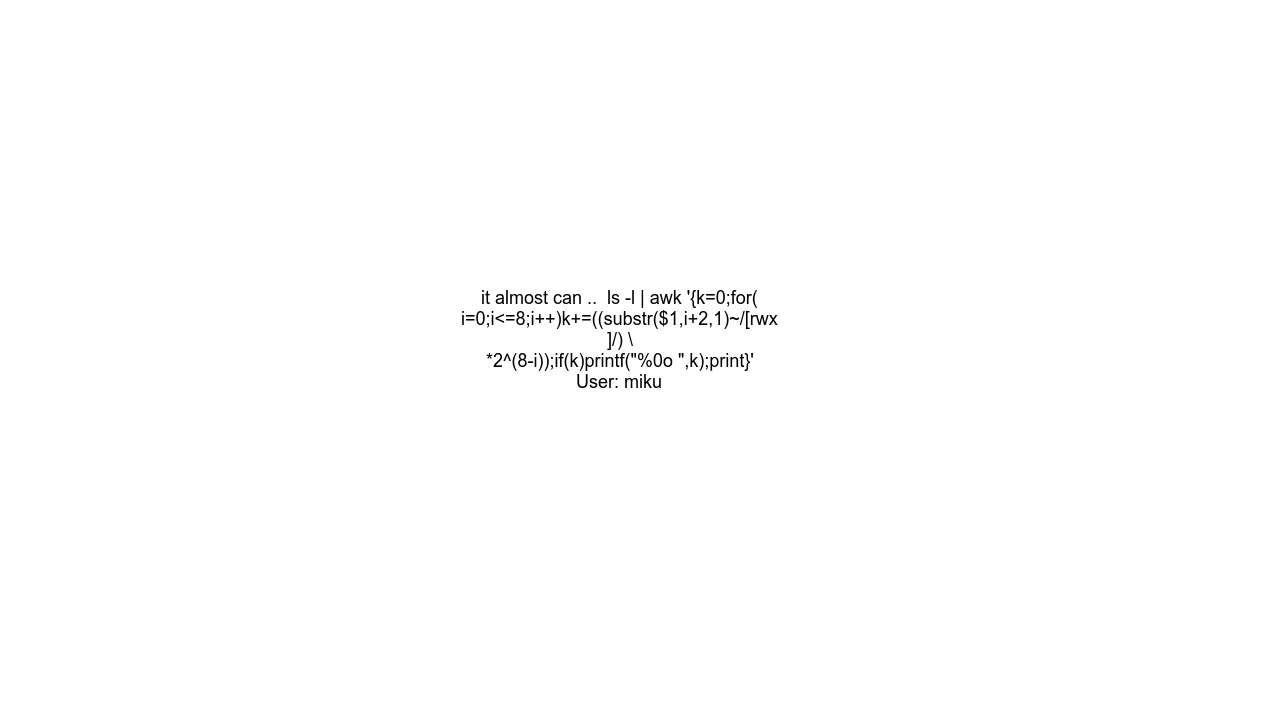 it almost can ..  ls -l | awk '{k=0;for(
i=0;i<=8;i++)k+=((substr($1,i+2,1)~/[rwx
]/) \
*2^(8-i));if(k)printf("%0o ",k);print}'
User: miku